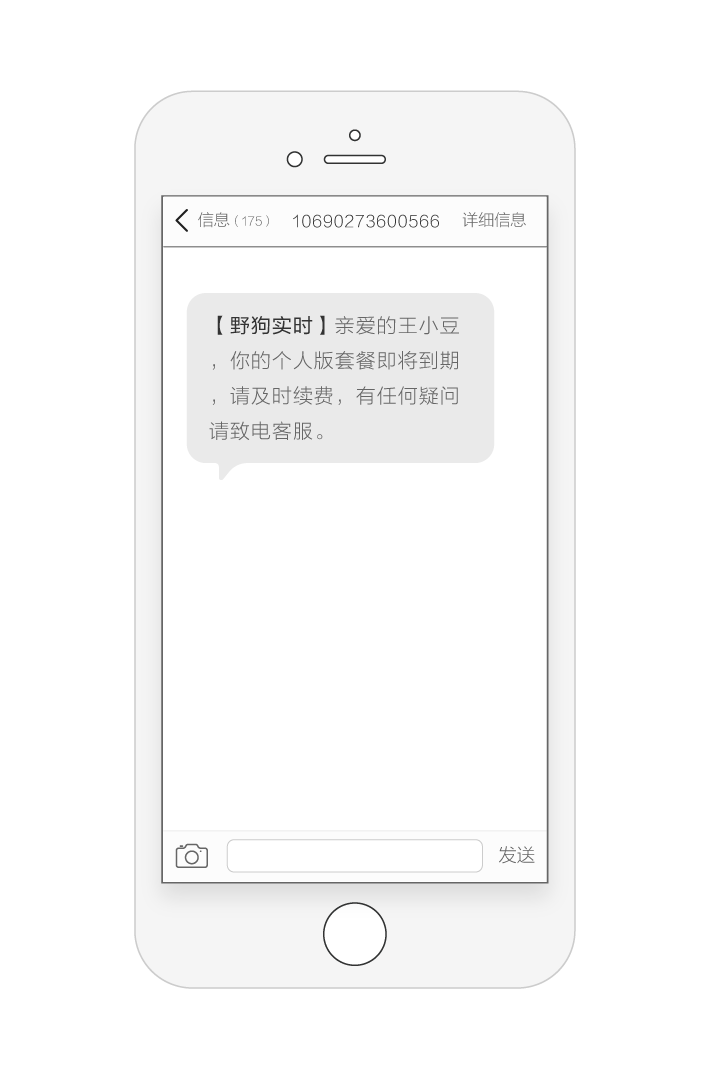 信息(175) 10690273600566 详细信息
【野狗实时】亲爱的王小豆
，你的个人版套餐即将到期
，请及时续费，有任何疑问
请致电客服。
发送